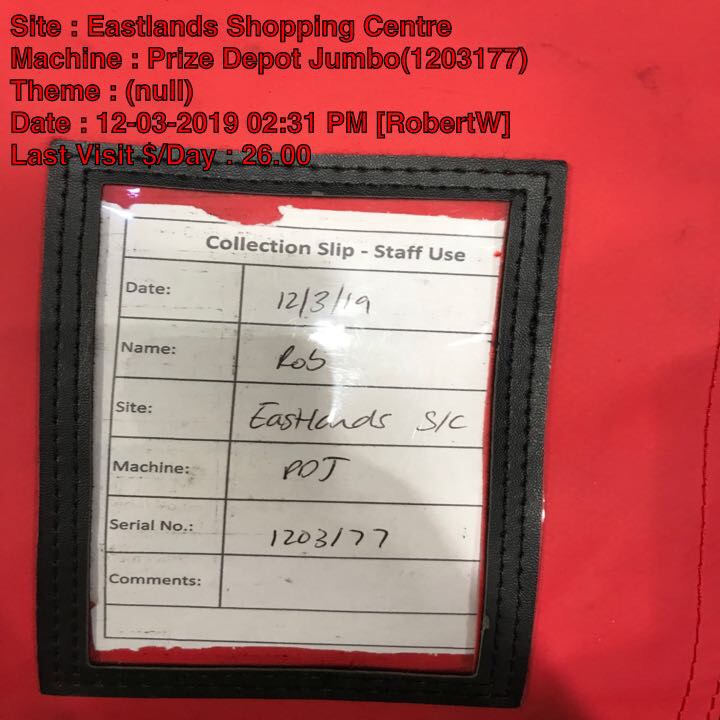 Site : Eastlands Shopping Centre
Machine : Prize Depot Jumbo(1203177)
Theme : (null)
Date : 12-03-2019 02:31 PM [RobertW]
Last Visit $/Day : 26.00
Collection Slip - Staff Use
Date: 12/3/19
Name: Rob
Site: Eastlands S/C
Machine: PDJ
Serial No.: 1203177
Comments: